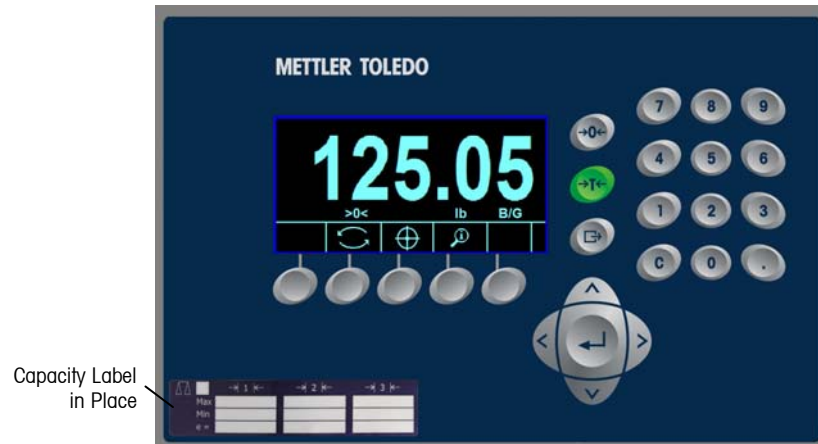 METTLER TOLEDO
125.05
>0< lb B/G
→0←
→T←
7 8 9
4 5 6
1 2 3
C 0 .
Capacity Label
in Place
→| 1 |← →| 2 |← →| 3 |←
Max
Min
e =